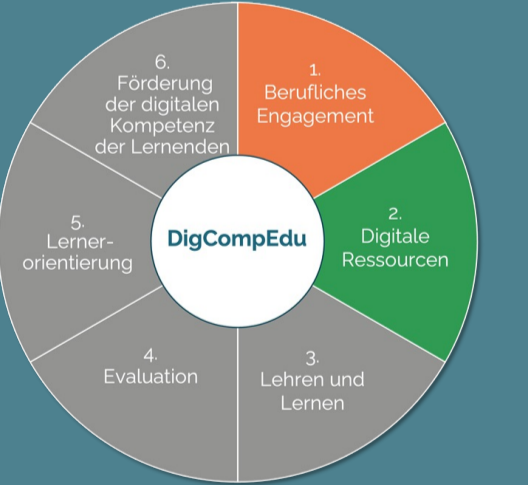 1.
Berufliches
Engagement
2.
Digitale
Ressourcen
3.
Lehren und
Lernen
4.
Evaluation
5.
Lerner-
orientierung
6.
Förderung
der digitalen
Kompetenz
der Lernenden
DigCompEdu